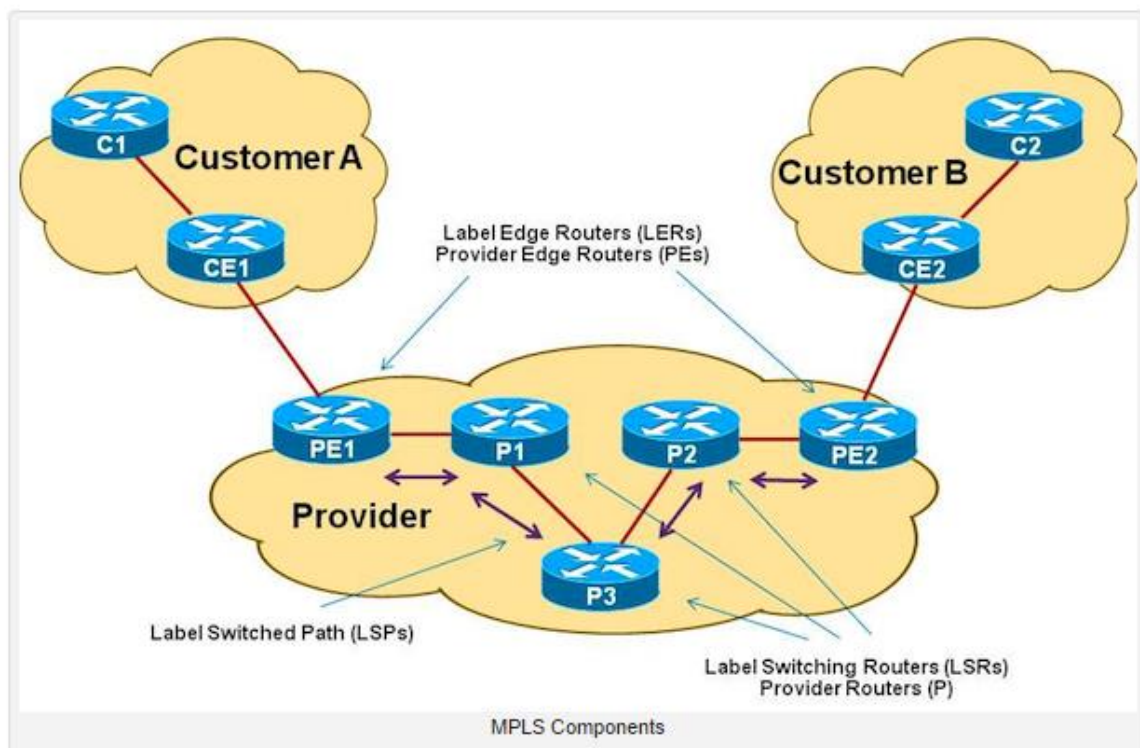 C1
Customer A
CE1
C2
Customer B
CE2
Label Edge Routers (LERs)
Provider Edge Routers (PEs)
PE1
P1
P2
PE2
Provider
P3
Label Switched Path (LSPs)
Label Switching Routers (LSRs)
Provider Routers (P)
MPLS Components